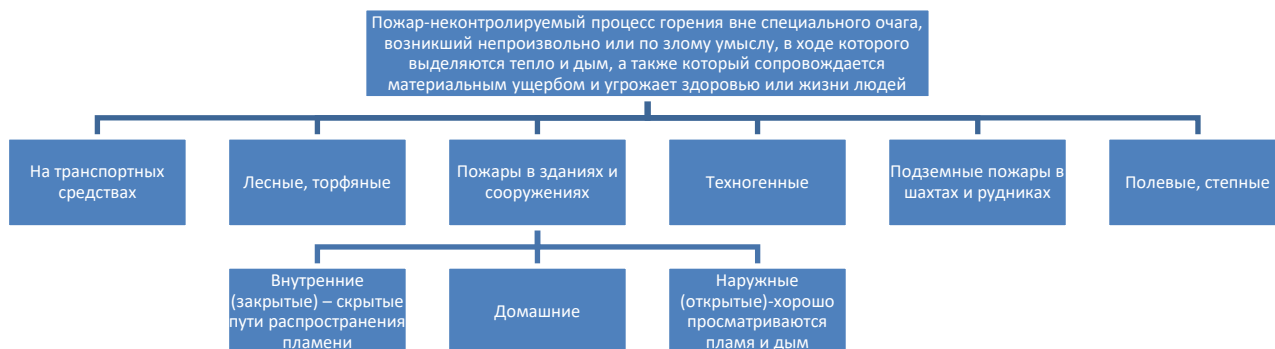 Пожар-неконтролируемый процесс горения вне специального очага,
возникший непроизвольно или по злому умыслу, в ходе которого
выделяются тепло и дым, а также который сопровождается
материальным ущербом и угрожает здоровью или жизни людей
На транспортных
средствах
Лесные, торфяные
Пожары в зданиях и
сооружениях
Техногенные
Подземные пожары в
шахтах и рудниках
Полевые, степные
Внутренние
(закрытые) – скрытые
пути распространения
пламени
Домашние
Наружные
(открытые)-хорошо
просматриваются
пламя и дым